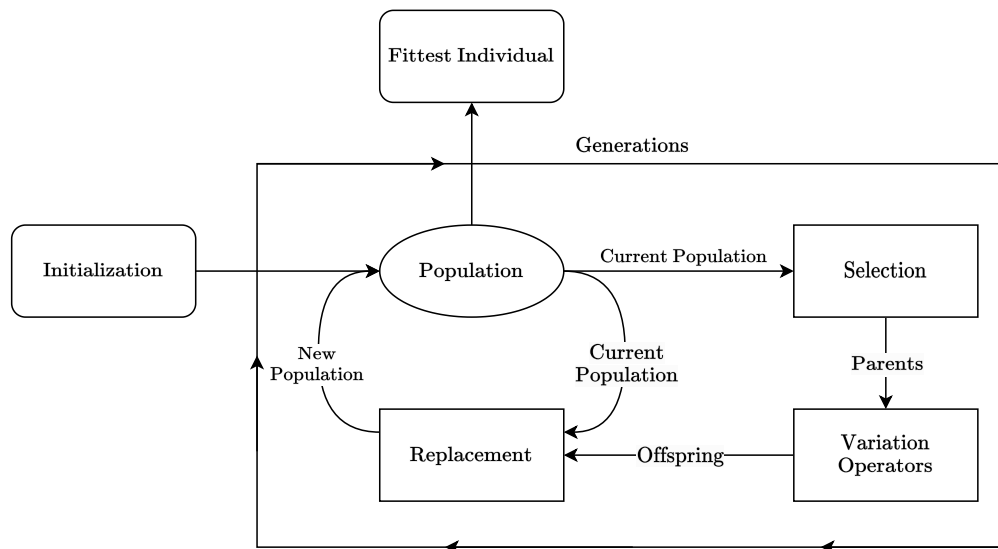 Fittest Individual
Generations
Initialization
Population
Current Population
Selection
New
Population
Current
Population
Parents
Replacement
Offspring
Variation
Operators